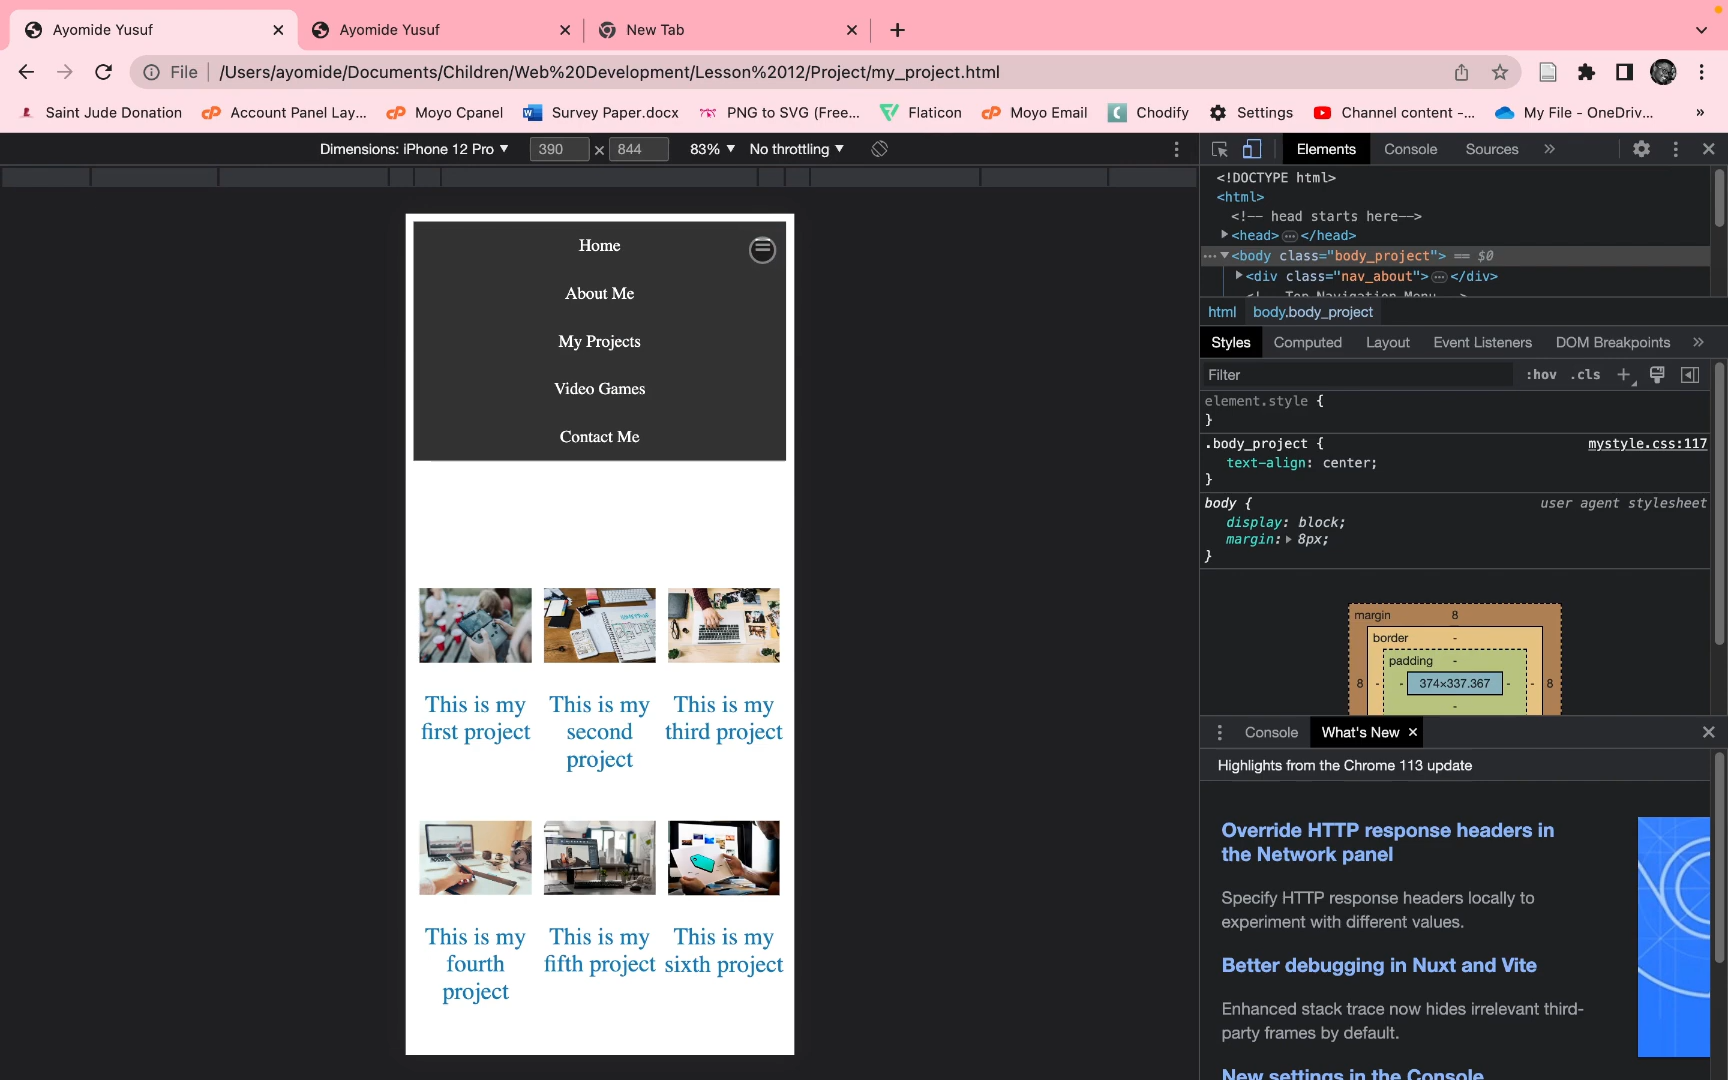 Ayomide Yusuf
Ayomide Yusuf
New Tab
File
/Users/ayomide/Documents/Children/Web%20Development/Lesson%2012/Project/my_project.html
Saint Jude Donation
Account Panel Lay...
Moyo Cpanel
Survey Paper.docx
PNG to SVG (Free...
Flaticon
Moyo Email
Chodify
Settings
Channel content -...
My File - OneDriv...
»
Dimensions: iPhone 12 Pro
390 × 844
83%
No throttling
Elements
Console
Sources
»
<!DOCTYPE html>
<html>
<!-- head starts here-->
<head> ••• </head>
••• <body class="body_project"> == $0
<div class="nav_about"> ••• </div>
<!-- Top Navigation Menu -->
html
body.body_project
Styles
Computed
Layout
Event Listeners
DOM Breakpoints
»
Filter
:hov .cls
element.style {
}
.body_project {
mystyle.css:117
text-align: center;
}
body {
user agent stylesheet
display: block;
margin: 8px;
}
margin 8
border -
padding -
8 - - 374×337.367 - - 8
-
Console
What's New
Highlights from the Chrome 113 update
Override HTTP response headers in
the Network panel
Specify HTTP response headers locally to
experiment with different values.
Better debugging in Nuxt and Vite
Enhanced stack trace now hides irrelevant third-
party frames by default.
New settings in the Console
Home
About Me
My Projects
Video Games
Contact Me
This is my
first project
This is my
second
project
This is my
third project
This is my
fourth
project
This is my
fifth project
This is my
sixth project